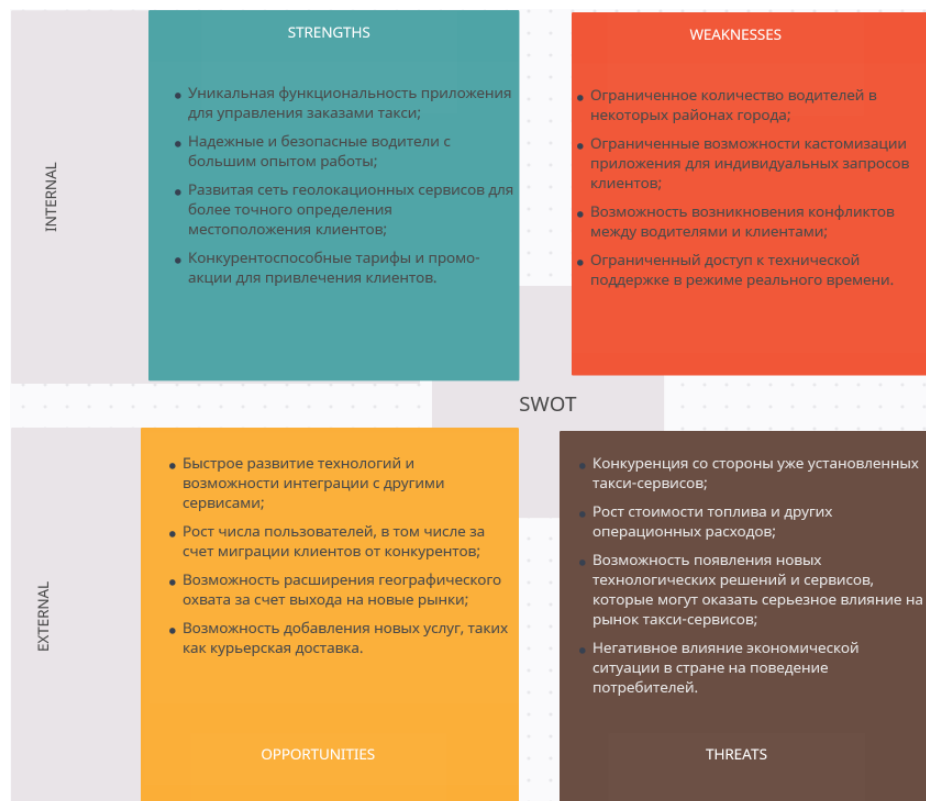 STRENGTHS
Уникальная функциональность приложения
для управления заказами такси;
Надежные и безопасные водители с
большим опытом работы;
Развитая сеть геолокационных сервисов для
более точного определения
местоположения клиентов;
Конкурентоспособные тарифы и промо-
акции для привлечения клиентов.
WEAKNESSES
Ограниченное количество водителей в
некоторых районах города;
Ограниченные возможности кастомизации
приложения для индивидуальных запросов
клиентов;
Возможность возникновения конфликтов
между водителями и клиентами;
Ограниченный доступ к технической
поддержке в режиме реального времени.
INTERNAL
SWOT
EXTERNAL
Быстрое развитие технологий и
возможности интеграции с другими
сервисами;
Рост числа пользователей, в том числе за
счет миграции клиентов от конкурентов;
Возможность расширения географического
охвата за счет выхода на новые рынки;
Возможность добавления новых услуг, таких
как курьерская доставка.
OPPORTUNITIES
Конкуренция со стороны уже установленных
такси-сервисов;
Рост стоимости топлива и других
операционных расходов;
Возможность появления новых
технологических решений и сервисов,
которые могут оказать серьезное влияние на
рынок такси-сервисов;
Негативное влияние экономической
ситуации в стране на поведение
потребителей.
THREATS